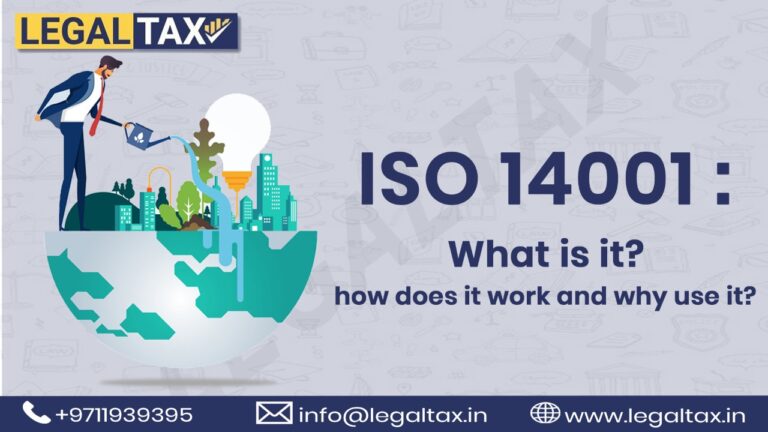 LEGALTAX
ISO 14001 :
What is it?
how does it work and why use it?
LEGALTAX
+9711939395
info@legaltax.in
www.legaltax.in